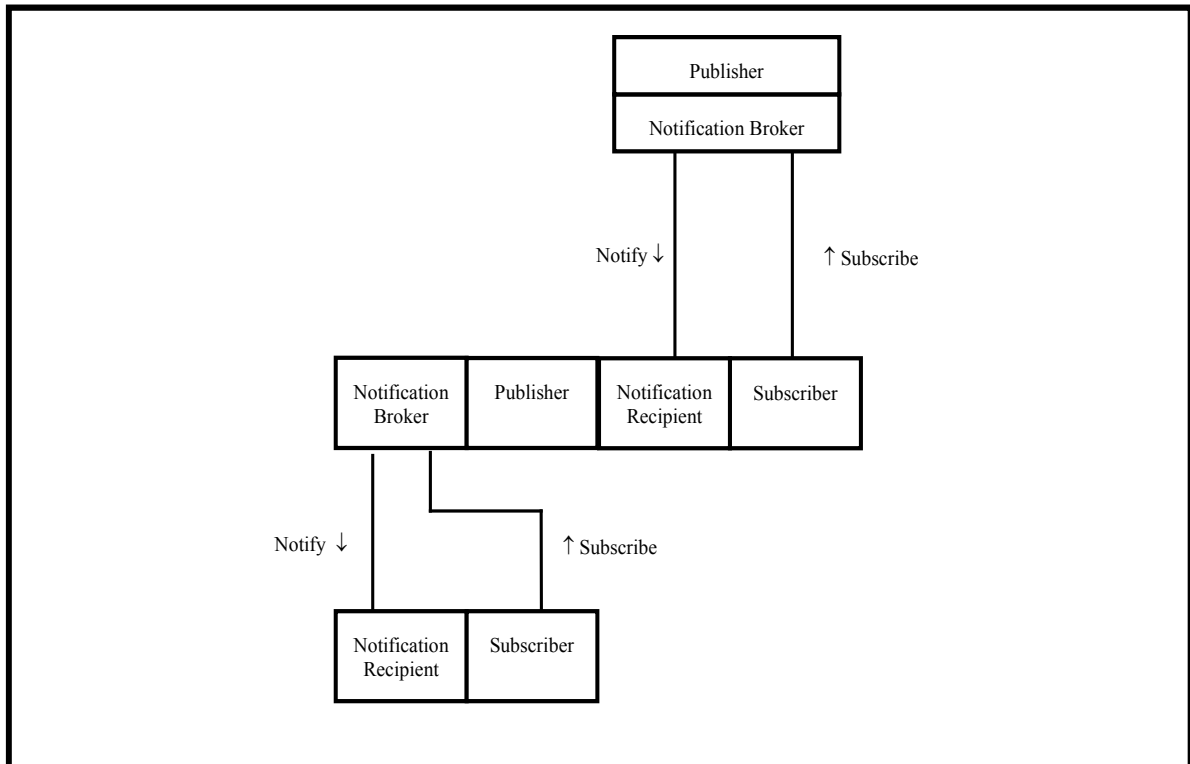 Publisher
Notification Broker
Notify ↓
↑ Subscribe
Notification
Broker
Publisher
Notification
Recipient
Subscriber
Notify ↓
↑ Subscribe
Notification
Recipient
Subscriber